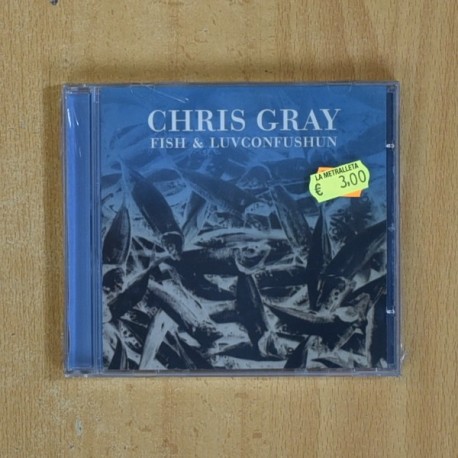 CHRIS GRAY
FISH & LUVCONFUSHUN
LA METRALLETA
€ 3,00